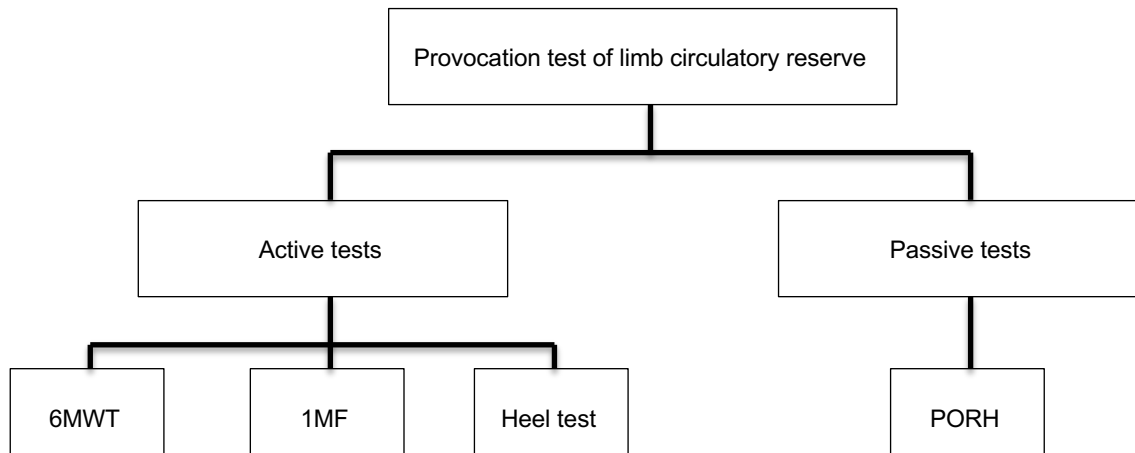 Provocation test of limb circulatory reserve
Active tests
Passive tests
6MWT
1MF
Heel test
PORH